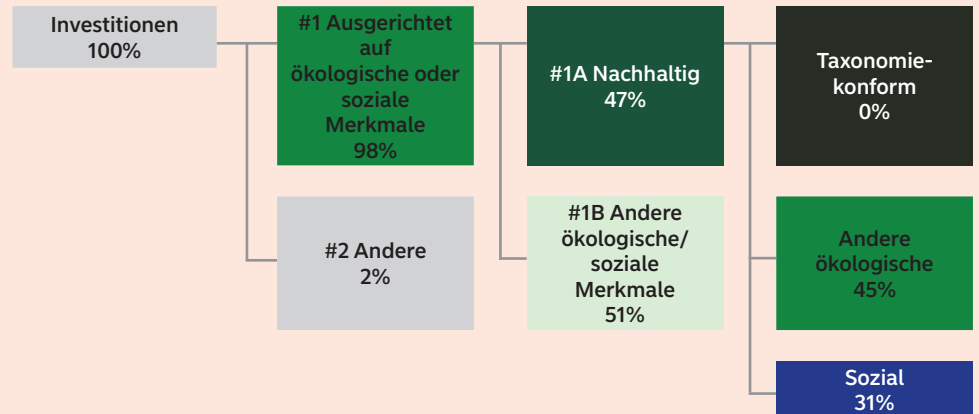 Investitionen
100%
#1 Ausgerichtet
auf
ökologische oder
soziale
Merkmale
98%
#1A Nachhaltig
47%
Taxonomie-
konform
0%
#2 Andere
2%
#1B Andere
ökologische/
soziale
Merkmale
51%
Andere
ökologische
45%
Sozial
31%